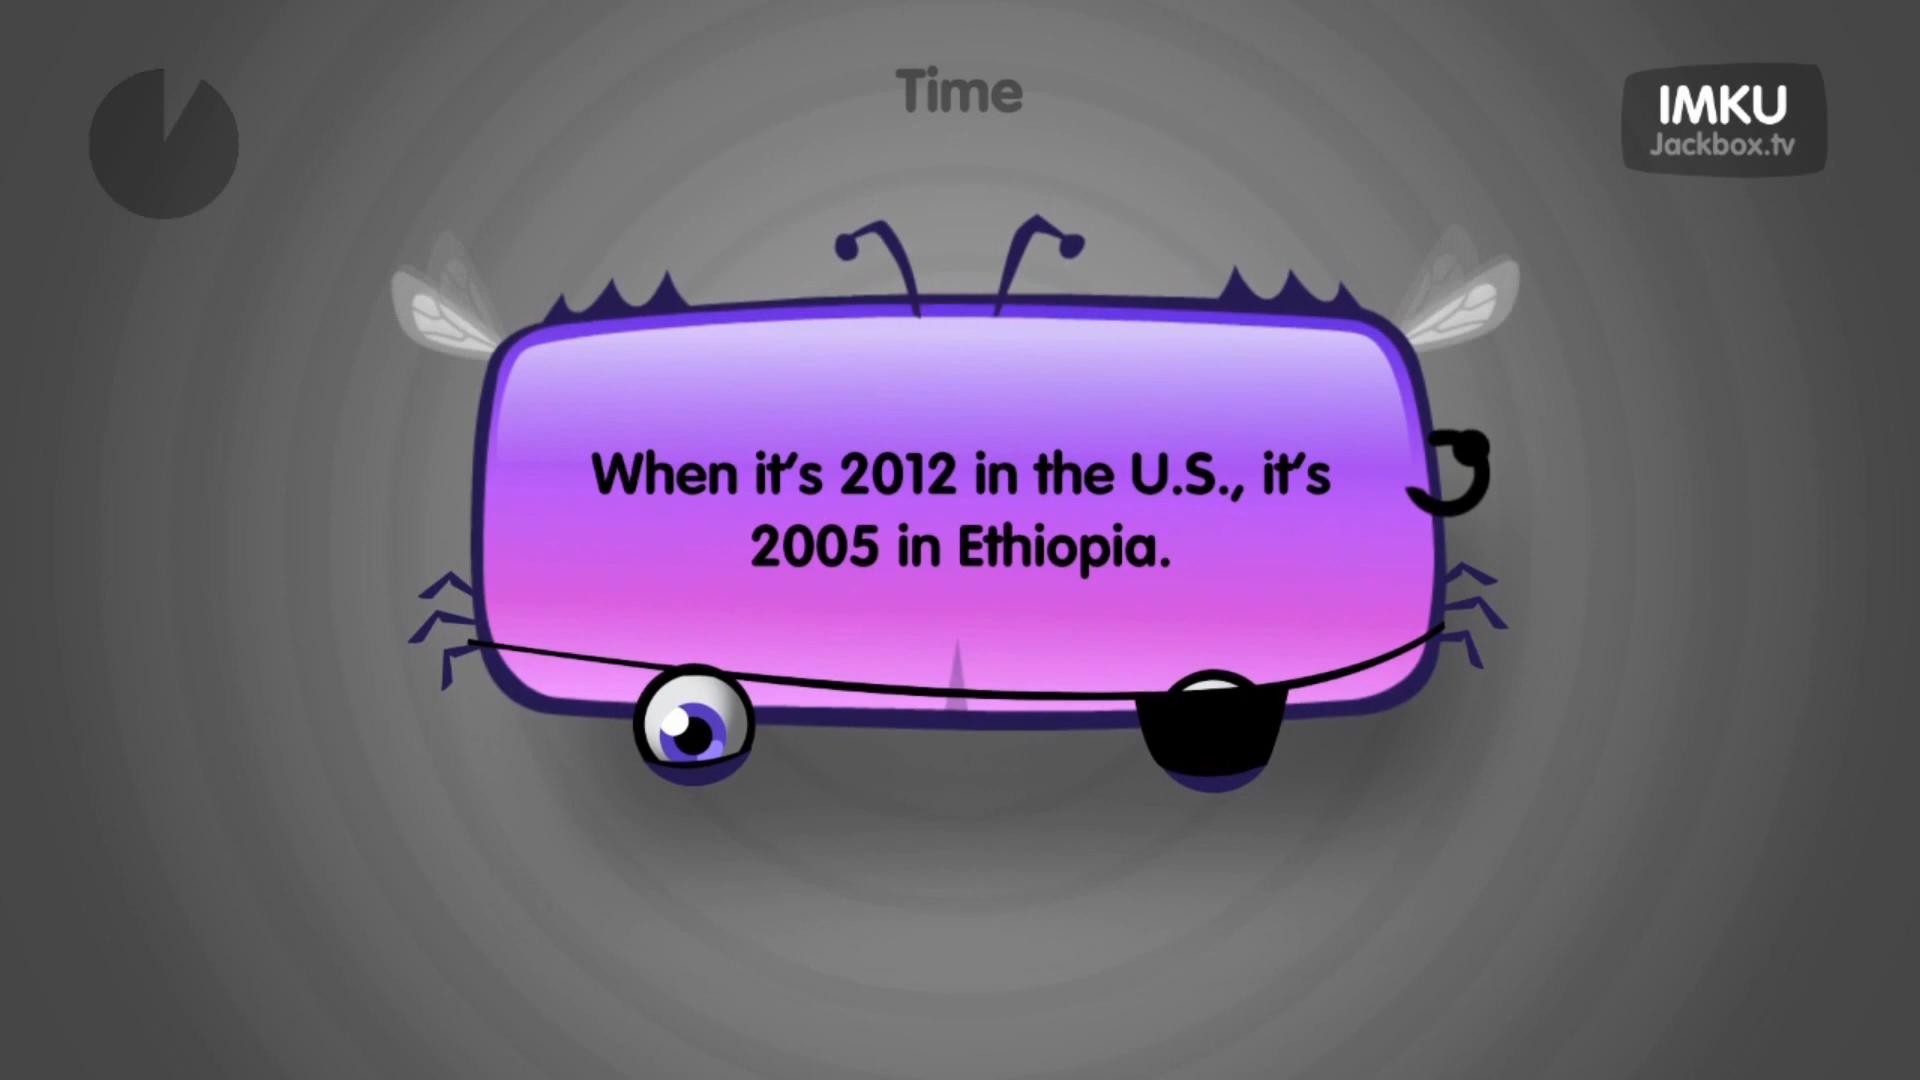 Time
IMKU
Jackbox.tv
When it's 2012 in the U.S., it's
2005 in Ethiopia.